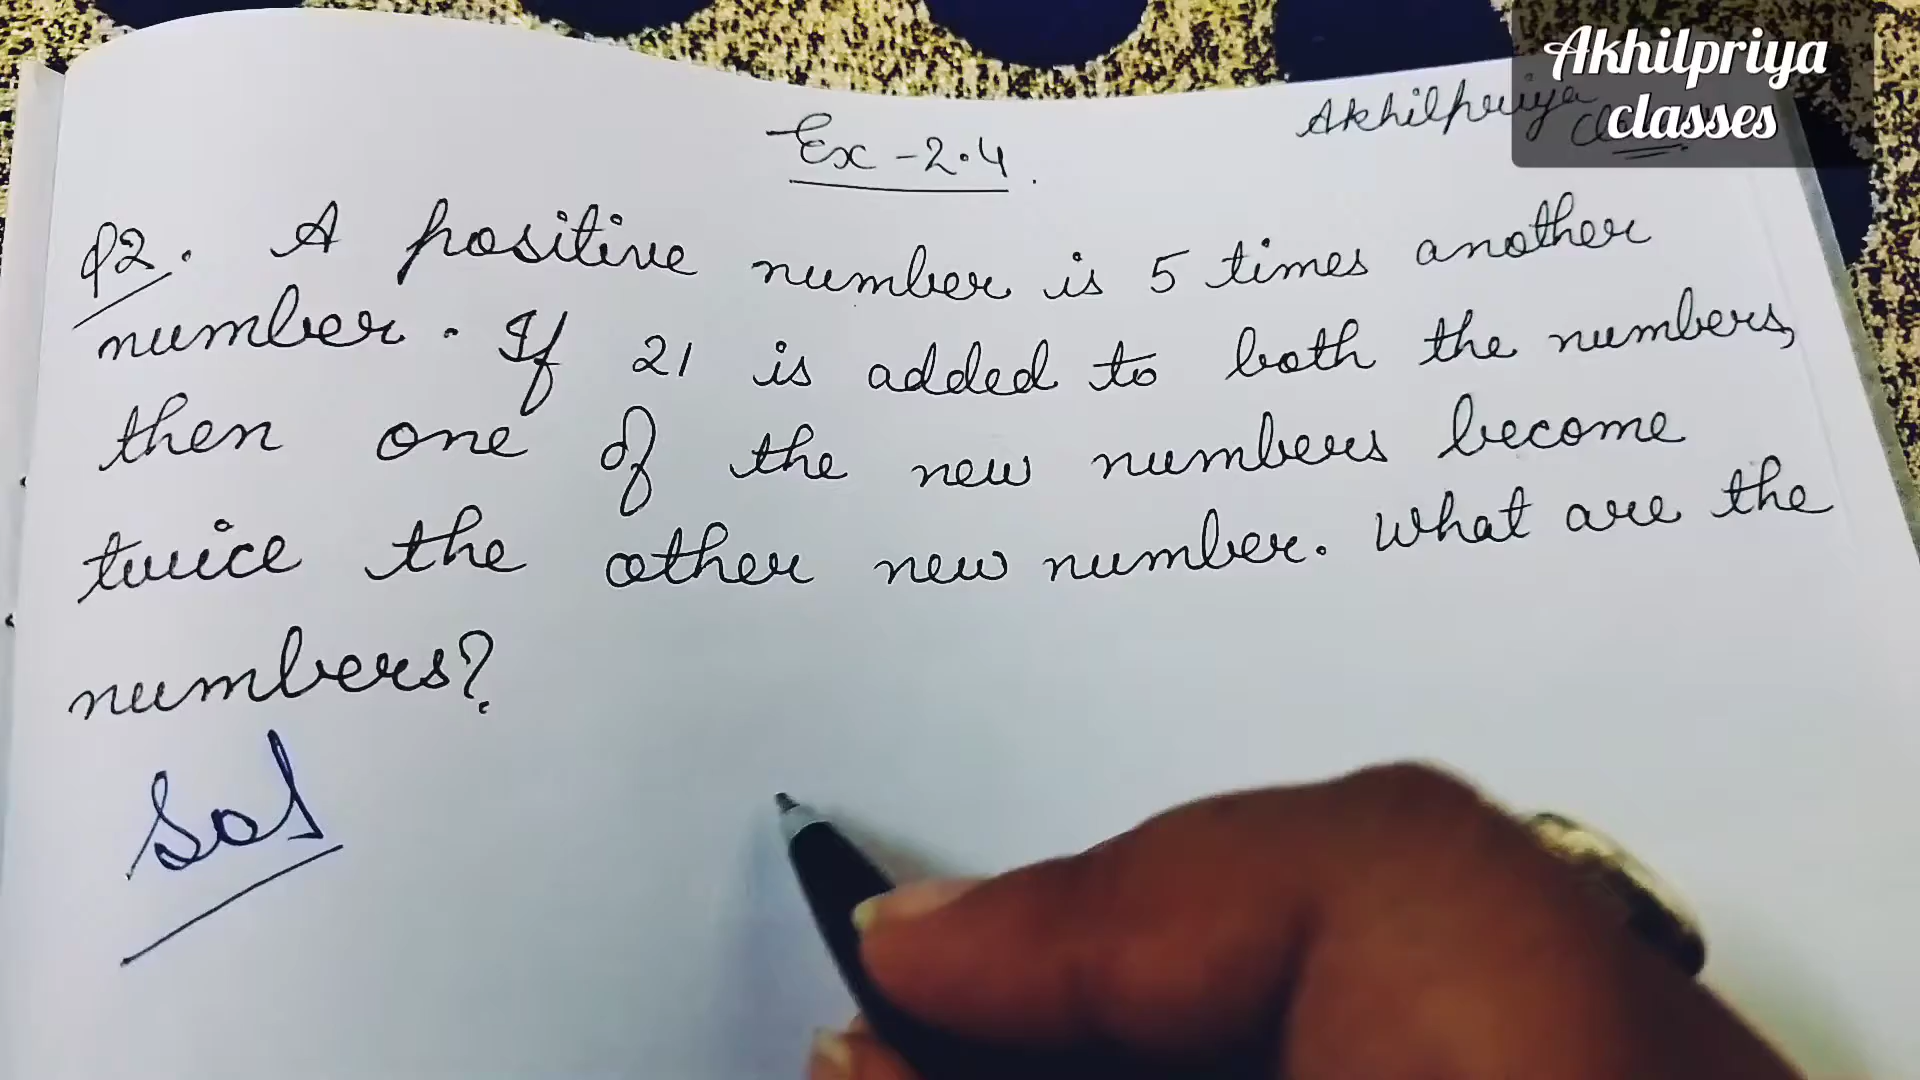 Akhilpriya
classes
Akhilpriya
Ex - 2.4
Q2. A positive number is 5 times another
number. If 21 is added to both the numbers,
then one of the new numbers become
twice the other new number. What are the
numbers?
Sol